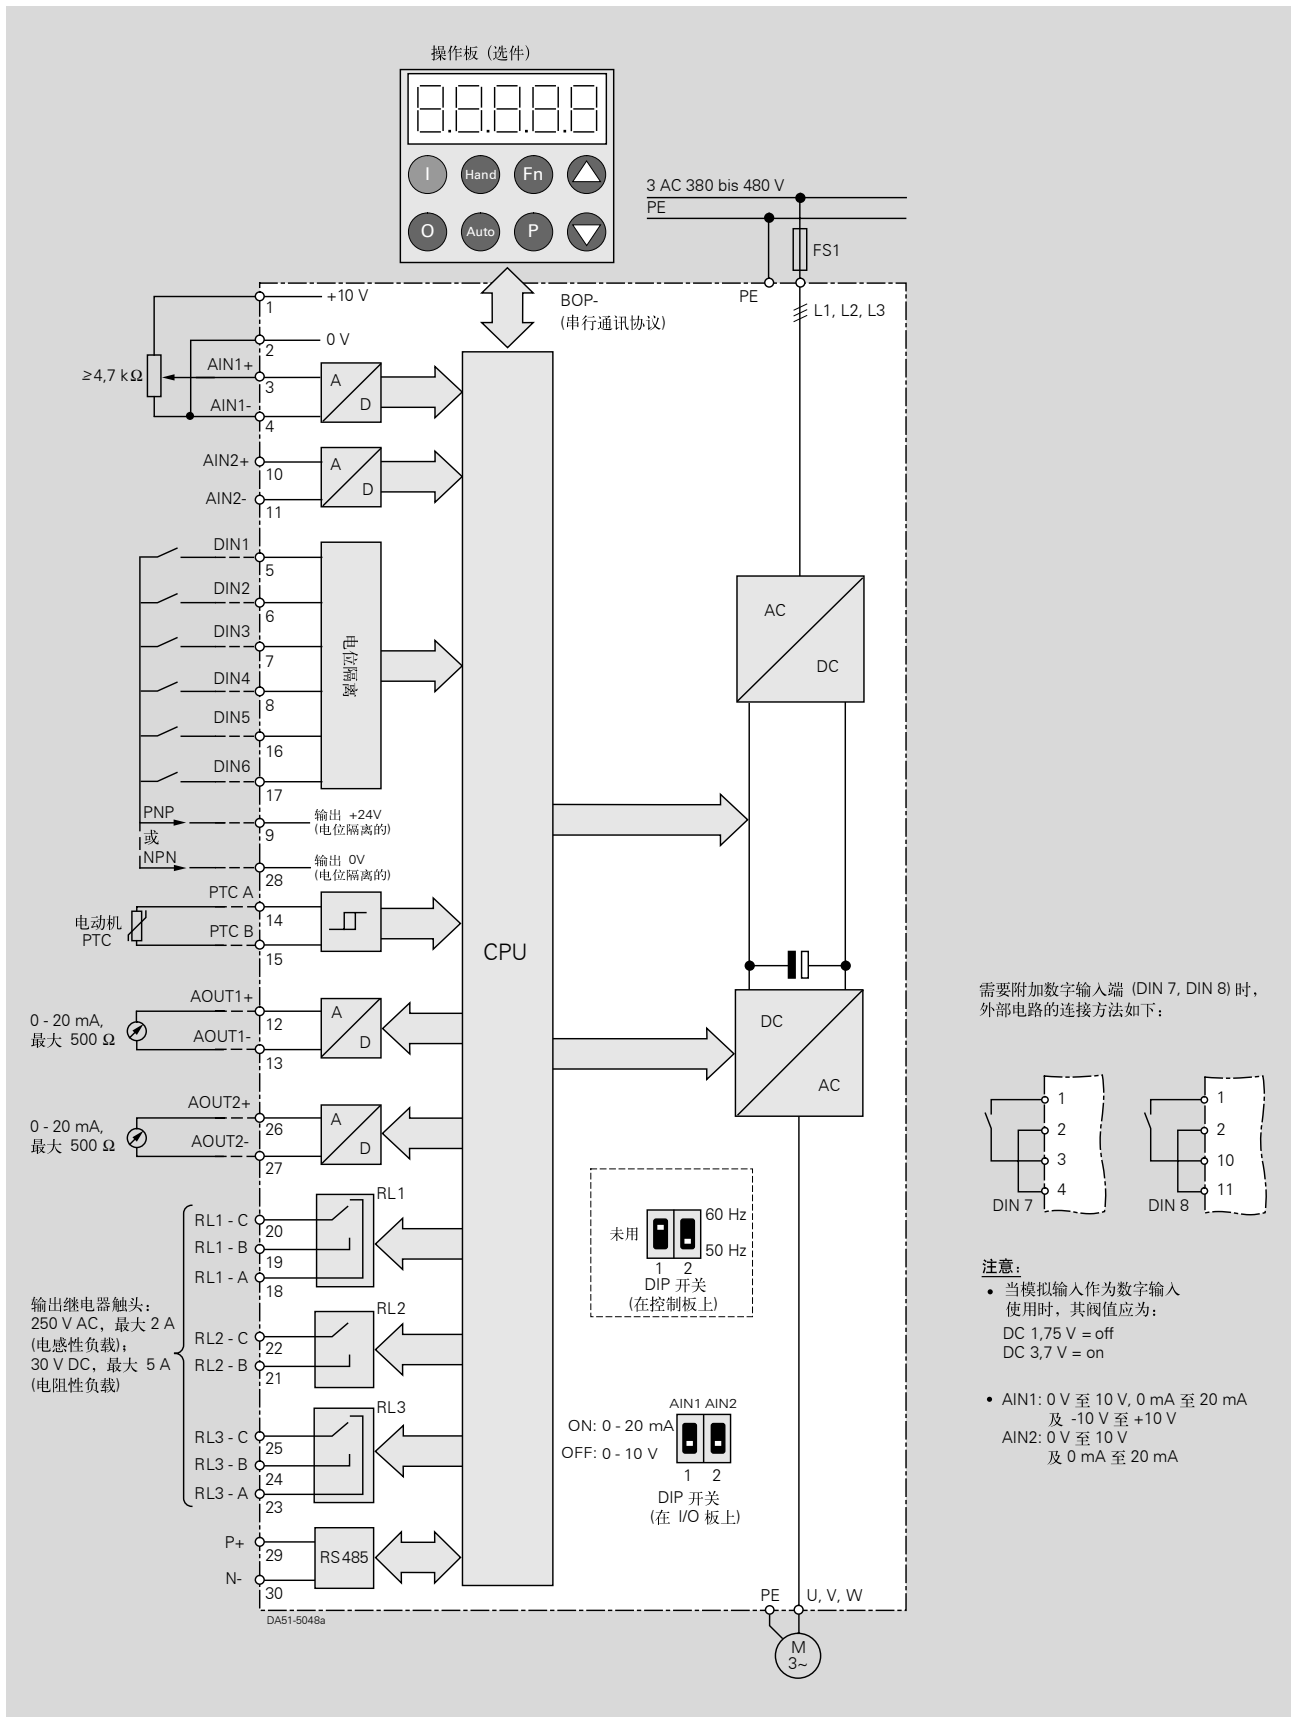 操作板 (选件)
I
Hand
Fn
O
Auto
P
3 AC 380 bis 480 V
PE
FS1
PE
L1, L2, L3
BOP-
(串行通讯协议)
1
+10 V
2
0 V
≥4,7 kΩ
AIN1+
3
A
D
AIN1-
4
AIN2+
10
A
D
AIN2-
11
DIN1
5
DIN2
6
DIN3
7
DIN4
8
DIN5
16
DIN6
17
电位隔离
AC
DC
PNP
9
输出 +24V
(电位隔离的)
或
NPN
28
输出 0V
(电位隔离的)
PTC A
14
电动机
PTC
PTC B
15
CPU
AOUT1+
12
0 - 20 mA,
最大 500 Ω
AOUT1-
13
A
D
DC
AC
AOUT2+
26
0 - 20 mA,
最大 500 Ω
AOUT2-
27
A
D
RL1
RL1 - C
20
RL1 - B
19
RL1 - A
18
RL2
RL2 - C
22
RL2 - B
21
RL3
RL3 - C
25
RL3 - B
24
RL3 - A
23
输出继电器触头:
250 V AC, 最大 2 A
(电感性负载);
30 V DC, 最大 5 A
(电阻性负载)
P+
29
N-
30
RS485
DA51-5048a
未用
60 Hz
50 Hz
1 2
DIP 开关
(在控制板上)
AIN1 AIN2
ON: 0 - 20 mA
OFF: 0 - 10 V
1 2
DIP 开关
(在 I/O 板上)
PE
U, V, W
M
3~
需要附加数字输入端 (DIN 7, DIN 8) 时,
外部电路的连接方法如下:
1
2
3
4
DIN 7
1
2
10
11
DIN 8
注意:
• 当模拟输入作为数字输入
使用时, 其阀值应为:
DC 1,75 V = off
DC 3,7 V = on
• AIN1: 0 V 至 10 V, 0 mA 至 20 mA
及 -10 V 至 +10 V
AIN2: 0 V 至 10 V
及 0 mA 至 20 mA